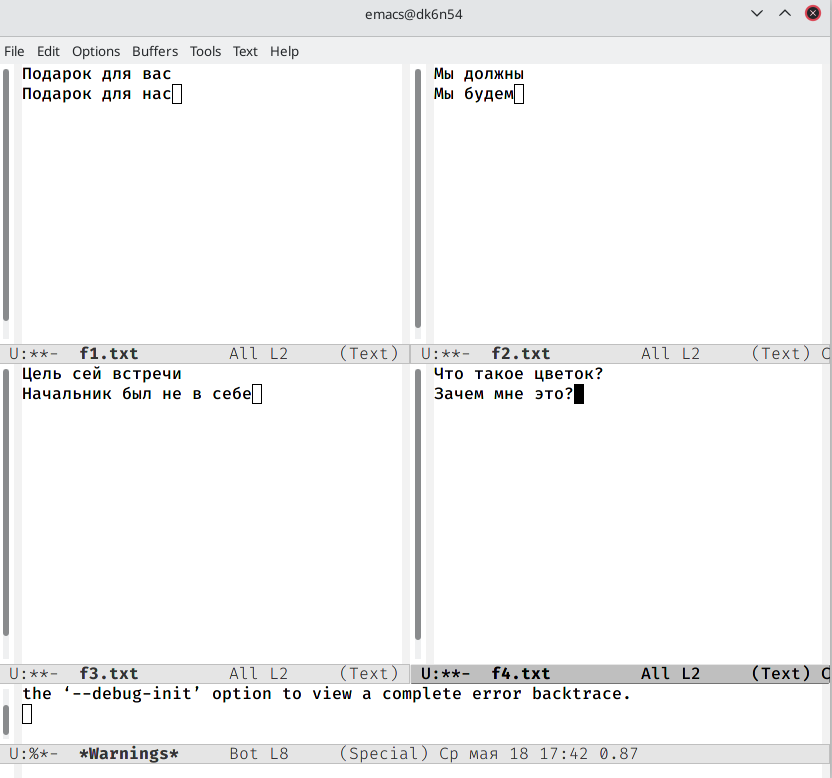 emacs@dk6n54
File Edit Options Buffers Tools Text Help
Подарок для вас
Подарок для нас
Мы должны
Мы будем
U:**-  f1.txt         All L2     (Text)
U:**-  f2.txt         All L2     (Text) C
Цель сей встречи
Начальник был не в себе
Что такое цветок?
Зачем мне это?
U:**-  f3.txt         All L2     (Text)
U:**-  f4.txt         All L2     (Text) C
the ‘--debug-init’ option to view a complete error backtrace.
U:%*-  *Warnings*     Bot L8     (Special) Ср мая 18 17:42 0.87